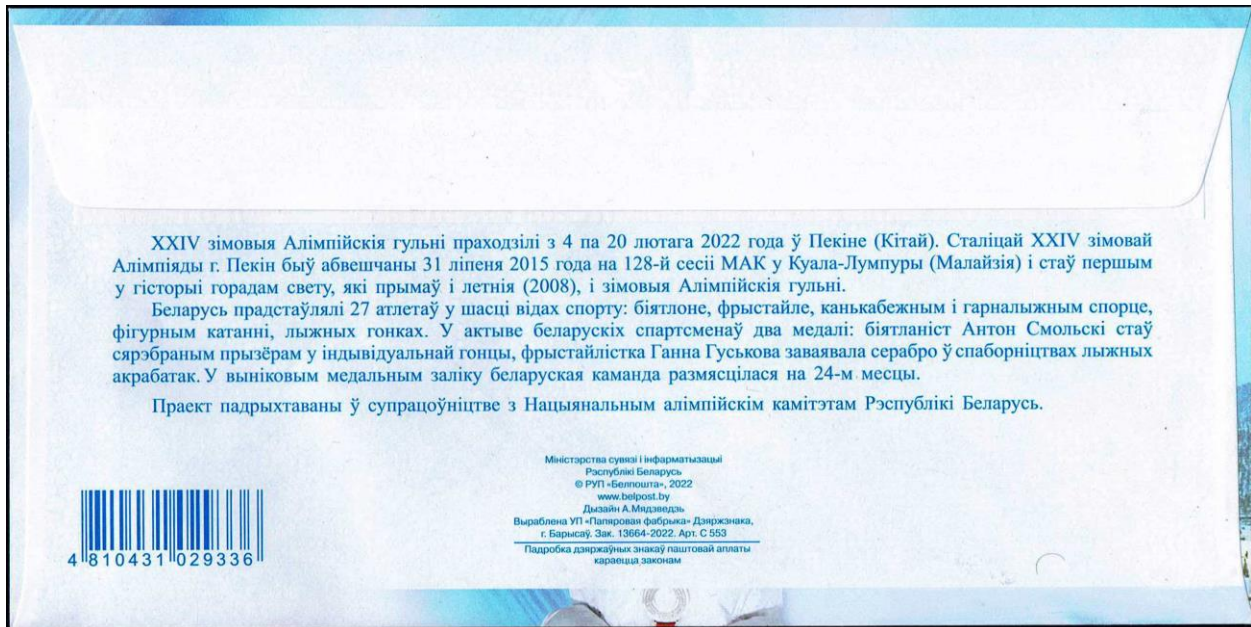 XXIV зімовыя Алімпійскія гульні праходзілі з 4 па 20 лютага 2022 года ў Пекіне (Кітай). Сталіцай XXIV зімовай
Алімпіяды г. Пекін быў абвешчаны 31 ліпеня 2015 года на 128-й сесіі МАК у Куала-Лумпуры (Малайзія) і стаў першым
у гісторыі горадам свету, які прымаў і летнія (2008), і зімовыя Алімпійскія гульні.
Беларусь прадстаўлялі 27 атлетаў у шасці відах спорту: біятлоне, фрыстайле, канькабежным і гарналыжным спорце,
фігурным катанні, лыжных гонках. У актыве беларускіх спартсменаў два медалі: біятланіст Антон Смольскі стаў
сярэбраным прызёрам у індывідуальнай гонцы, фрыстайлістка Ганна Гуськова заваявала серабро ў спаборніцтвах лыжных
акрабатак. У выніковым медальным заліку беларуская каманда размясцілася на 24-м месцы.
Праект падрыхтаваны ў супрацоўніцтве з Нацыянальным алімпійскім камітэтам Рэспублікі Беларусь.
Міністэрства сувязі і інфарматызацыі
Рэспублікі Беларусь
© РУП «Белпошта», 2022
www.belpost.by
Дызайн А.Мядзведзь
Выраблена УП «Папяровая фабрыка» Дзяржзнака,
г. Барысаў. Зак. 13664-2022. Арт. С 553
Падробка дзяржаўных знакаў паштовай аплаты
караецца законам
4 810431 029336